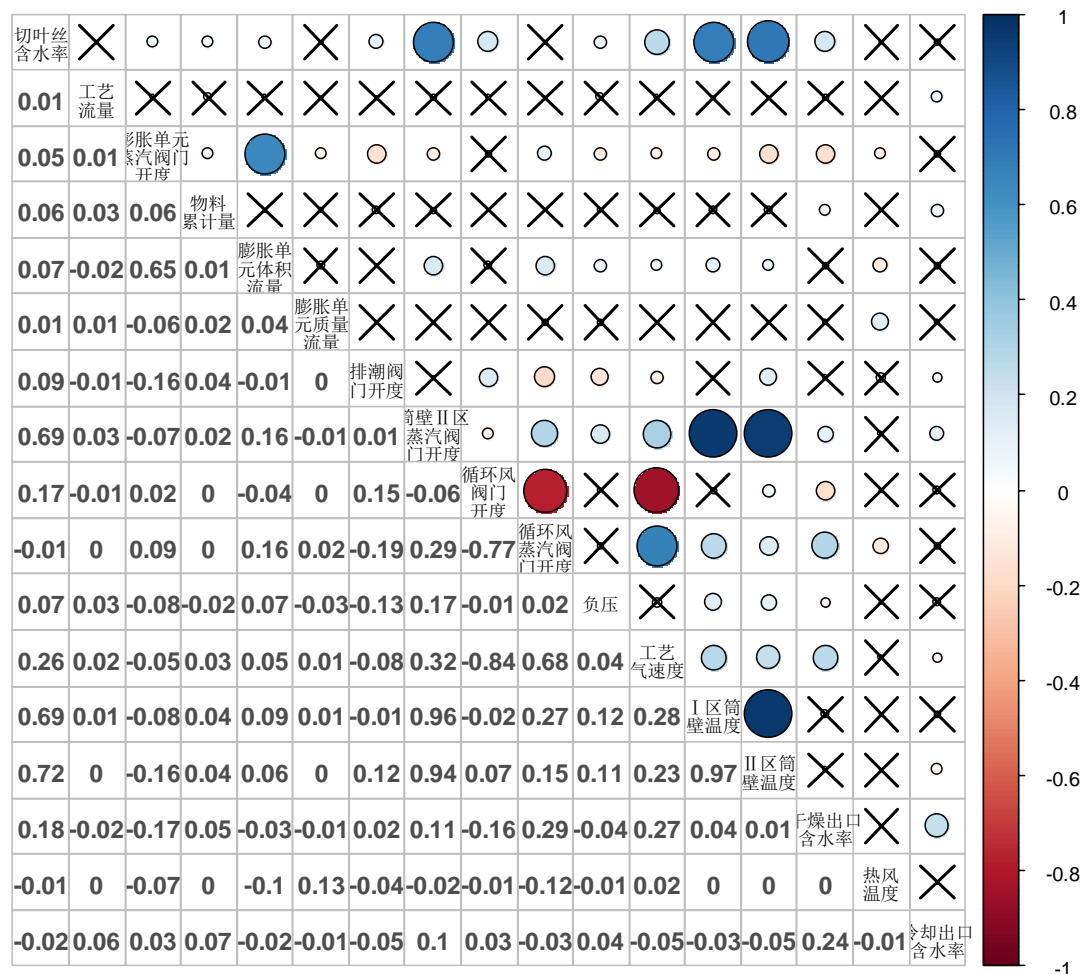 切叶丝
含水率
1
0.01
工艺
流量
0.8
0.05 0.01
膨胀单元
蒸汽阀门
开度
0.06 0.03 0.06
物料
累计量
0.6
0.07 -0.02 0.65 0.01
膨胀单
元体积
流量
0.4
0.01 0.01 -0.06 0.02 0.04
膨胀单
元质量
流量
0.09 -0.01 -0.16 0.04 -0.01 0
排潮阀
门开度
0.2
0.69 0.03 -0.07 0.02 0.16 -0.01 0.01
筒壁Ⅱ区
蒸汽阀
门开度
0.17 -0.01 0.02 0 -0.04 0 0.15 -0.06
循环风
阀门
开度
0
-0.01 0 0.09 0 0.16 0.02 -0.19 0.29 -0.77
循环风
蒸汽阀
门开度
0.07 0.03 -0.08 -0.02 0.07 -0.03 -0.13 0.17 -0.01 0.02 负压
-0.2
0.26 0.02 -0.05 0.03 0.05 0.01 -0.08 0.32 -0.84 0.68 0.04
工艺
气速度
-0.4
0.69 0.01 -0.08 0.04 0.09 0.01 -0.01 0.96 -0.02 0.27 0.12 0.28
Ⅰ区筒
壁温度
0.72 0 -0.16 0.04 0.06 0 0.12 0.94 0.07 0.15 0.11 0.23 0.97
Ⅱ区筒
壁温度
-0.6
0.18 -0.02 -0.17 0.05 -0.03 -0.01 0.02 0.11 -0.16 0.29 -0.04 0.27 0.04 0.01
干燥出口
含水率
-0.01 0 -0.07 0 -0.1 0.13 -0.04 -0.02 -0.01 -0.12 -0.01 0.02 0 0 0
热风
温度
-0.8
-0.02 0.06 0.03 0.07 -0.02 -0.01 -0.05 0.1 0.03 -0.03 0.04 -0.05 -0.03 -0.05 0.24 -0.01
冷却出口
含水率
-1